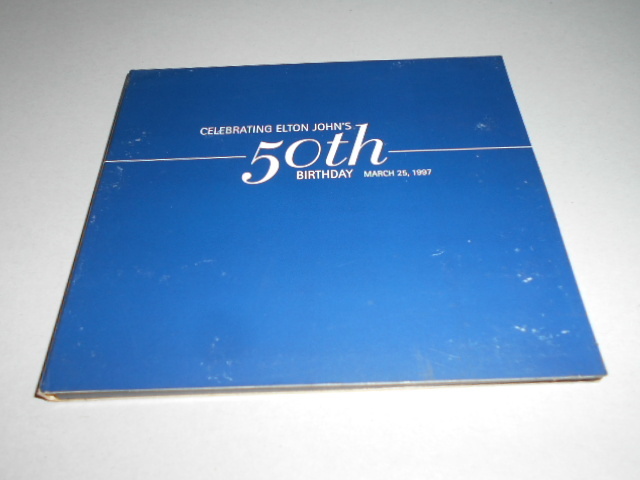 CELEBRATING ELTON JOHN'S
50th
BIRTHDAY MARCH 25, 1997